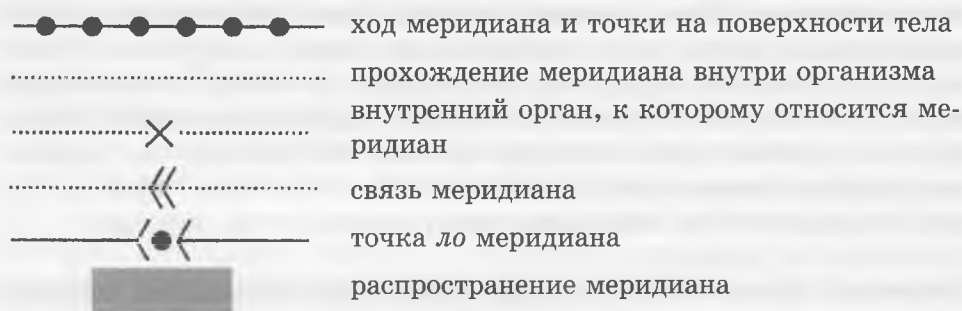 ход меридиана и точки на поверхности тела
прохождение меридиана внутри организма
внутренний орган, к которому относится ме-
ридиан
связь меридиана
точка ло меридиана
распространение меридиана